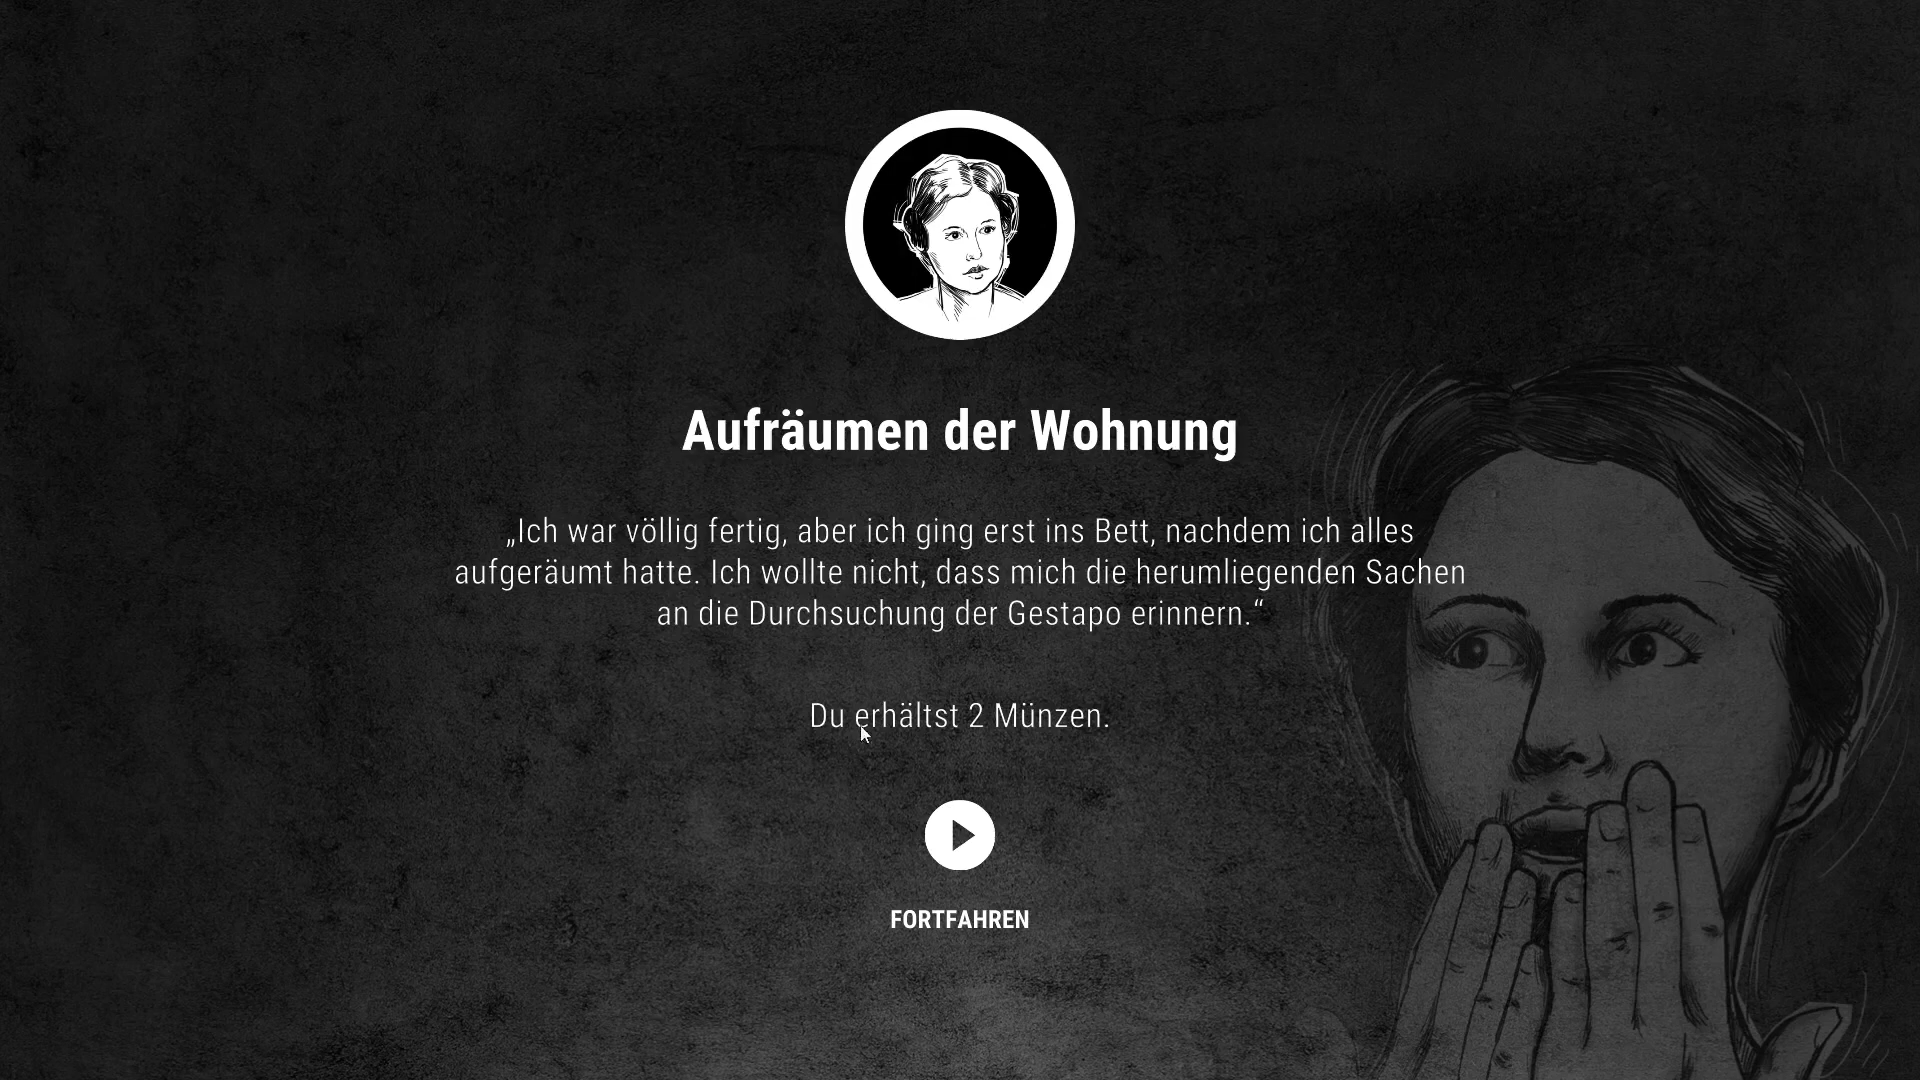 Aufräumen der Wohnung
„Ich war völlig fertig, aber ich ging erst ins Bett, nachdem ich alles
aufgeräumt hatte. Ich wollte nicht, dass mich die herumliegenden Sachen
an die Durchsuchung der Gestapo erinnern.“
Du erhältst 2 Münzen.
FORTFAHREN